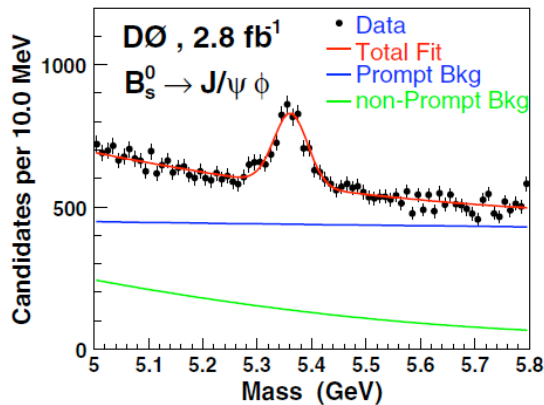 DØ , 2.8 fb⁻¹
B⁰ₛ → J/ψ ϕ
Data
Total Fit
Prompt Bkg
non-Prompt Bkg
Candidates per 10.0 MeV
1000
500
0
5 5.1 5.2 5.3 5.4 5.5 5.6 5.7 5.8
Mass (GeV)